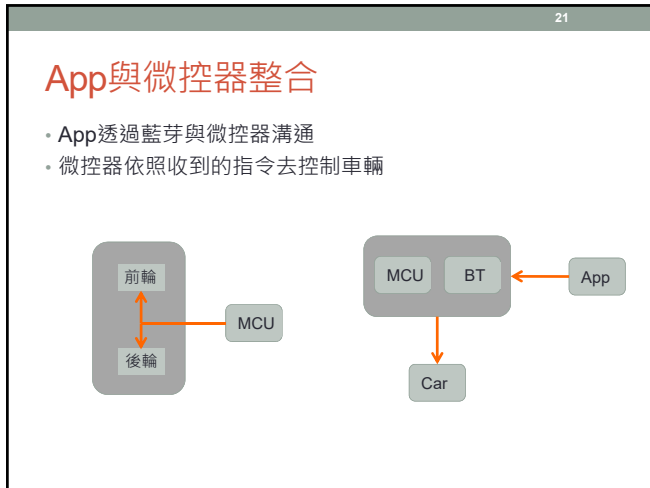 21
App與微控器整合
• App透過藍芽與微控器溝通
• 微控器依照收到的指令去控制車輛
前輪
後輪
MCU
MCU
BT
App
Car